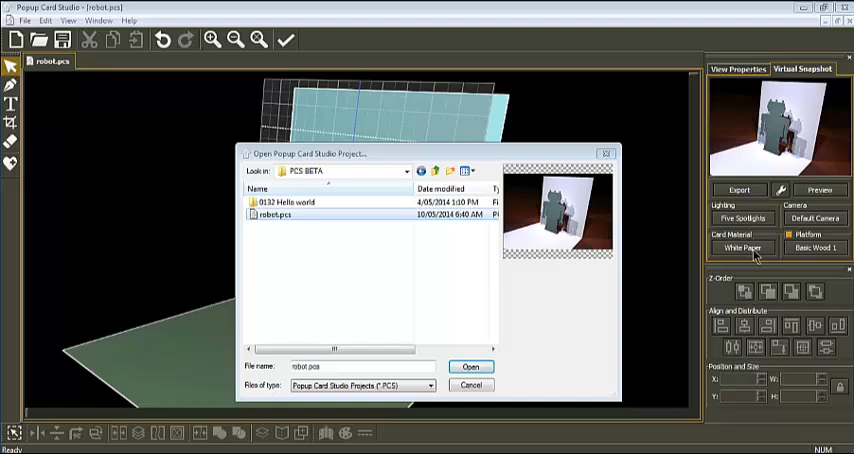 Popup Card Studio - [robot.pcs]
File Edit View Window Help
robot.pcs
View Properties Virtual Snapshot
Open Popup Card Studio Project...
Look in: PCS BETA
Name Date modified Ty
0132 Hello world 4/05/2014 1:10 PM Fi
robot.pcs 10/05/2014 6:40 AM PC
File name: robot.pcs Open
Files of type: Popup Card Studio Projects (*.PCS) Cancel
Export Preview
Lighting Camera
Five Spotlights Default Camera
Card Material Platform
White Paper Basic Wood 1
Z-Order
Align and Distribute
Position and Size
X: W:
Y: H:
Ready NUM